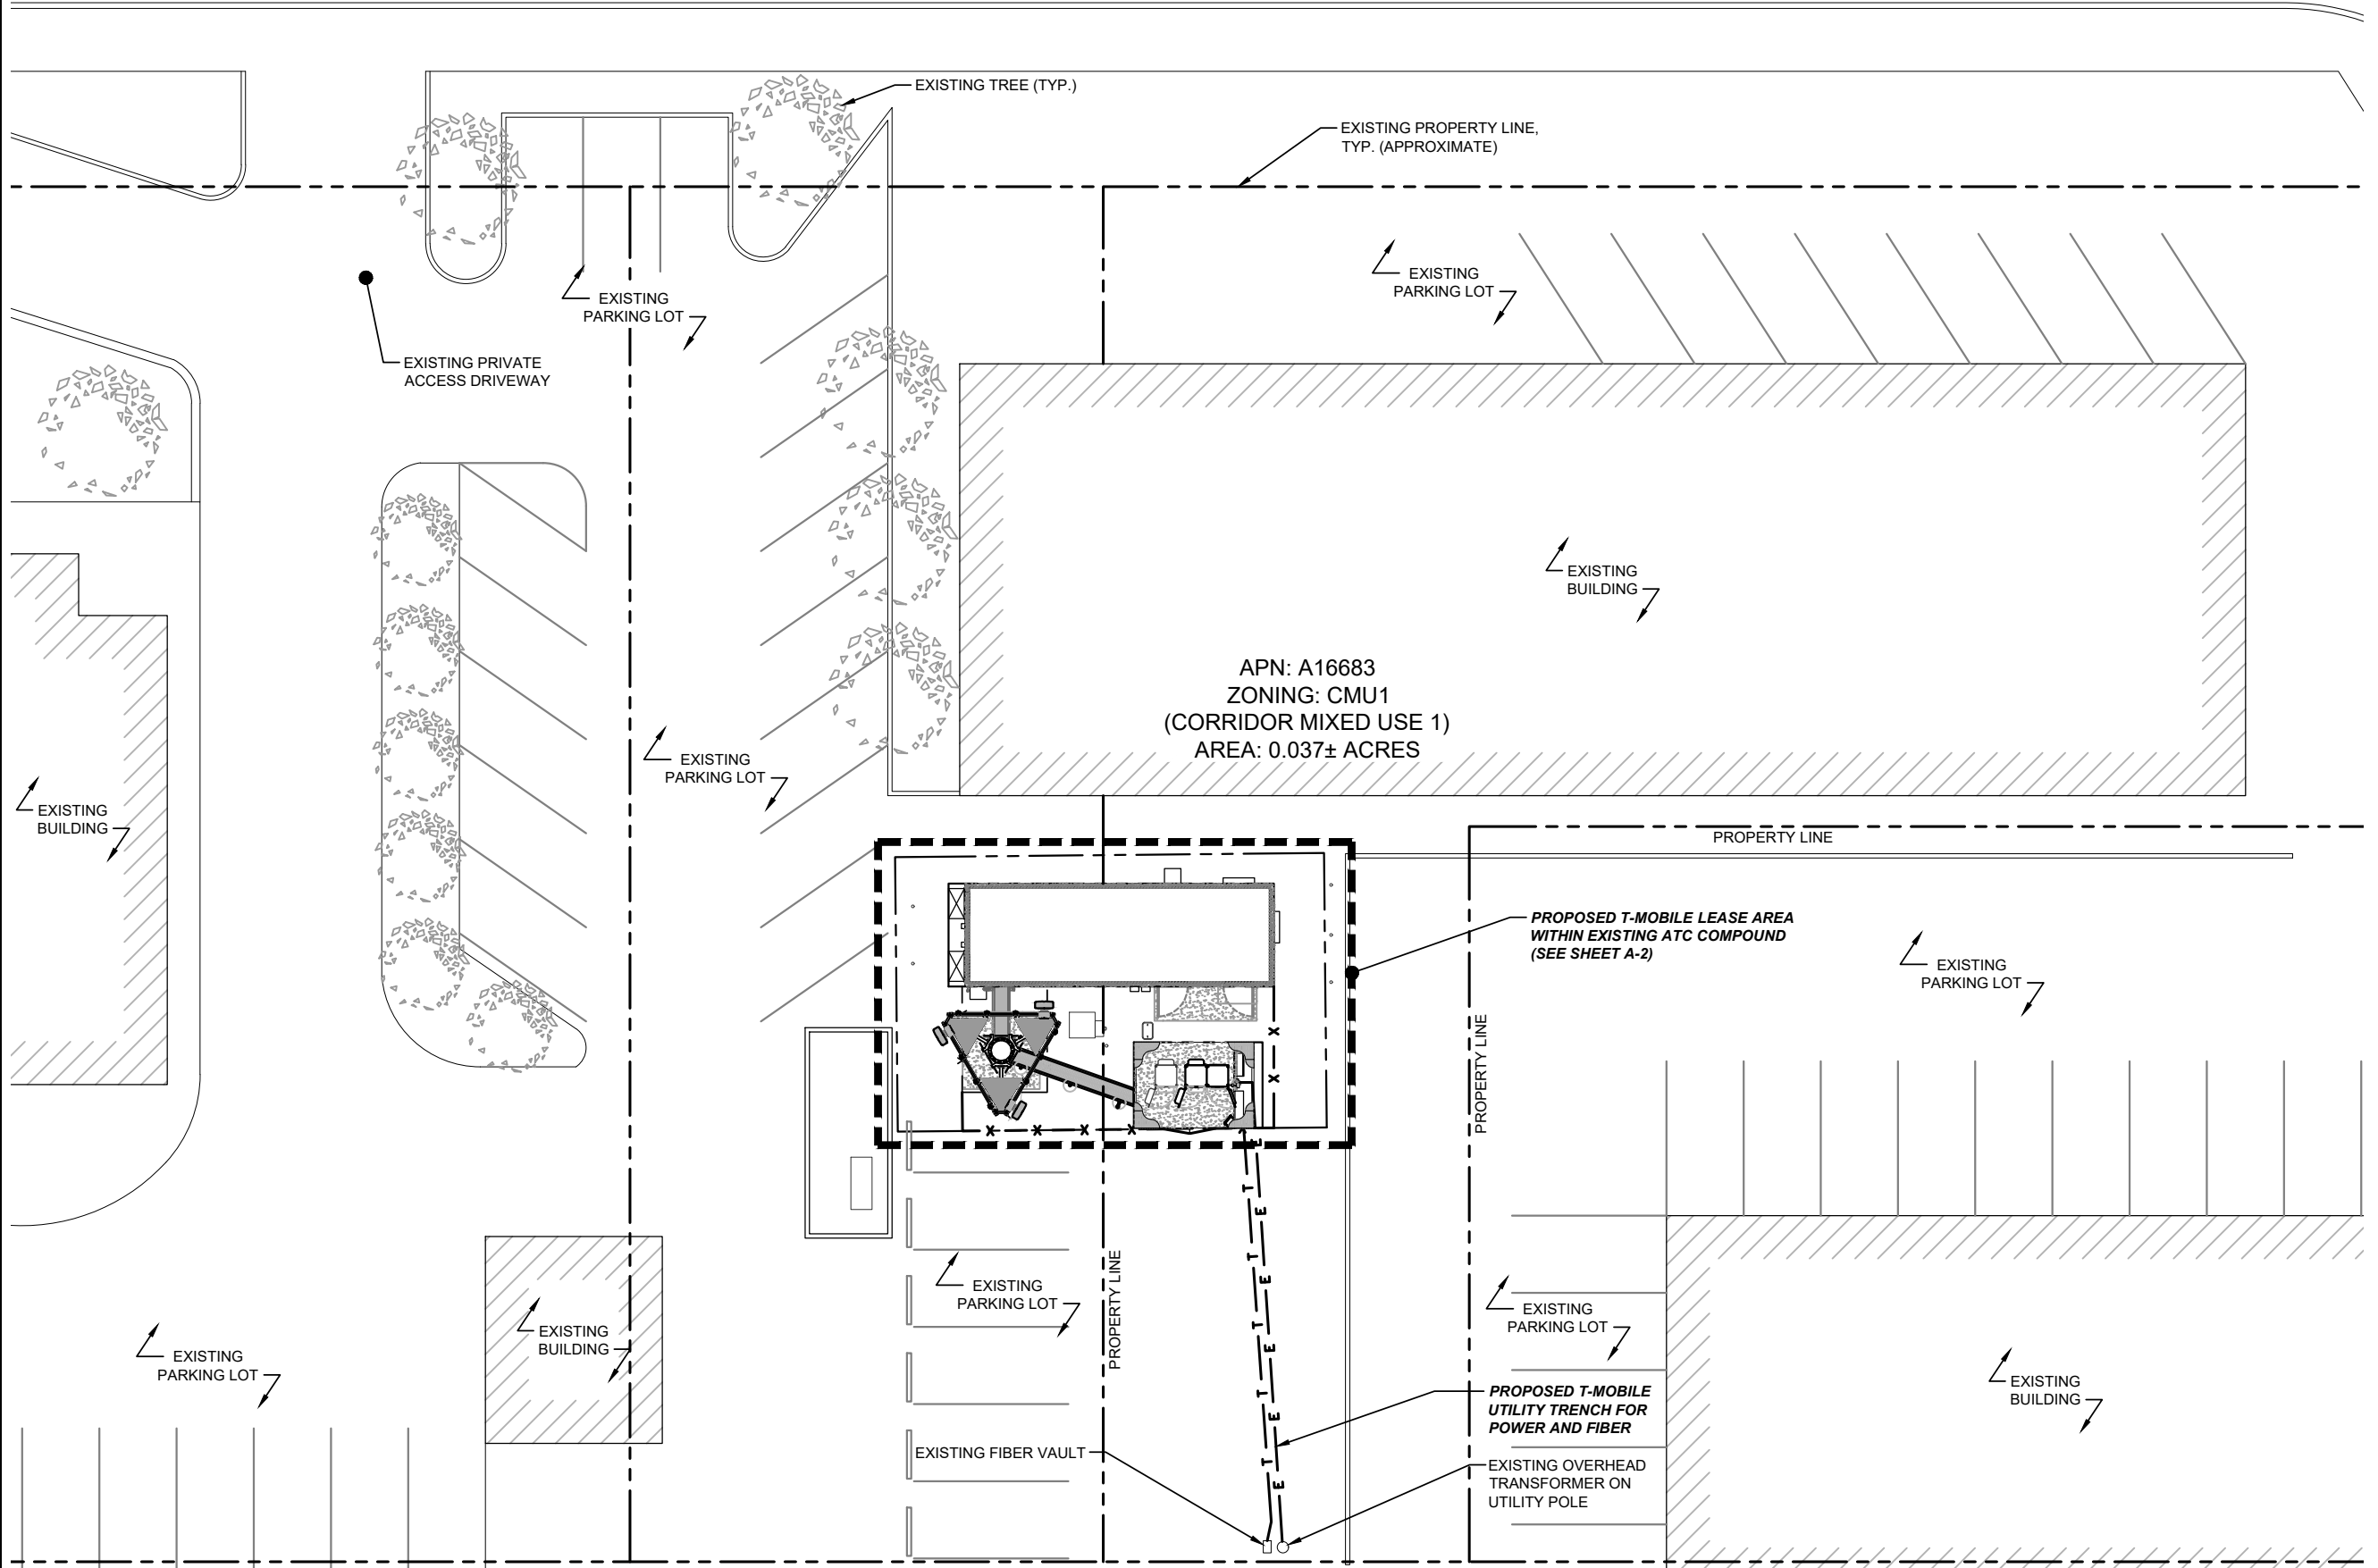 EXISTING TREE (TYP.)
EXISTING PROPERTY LINE,
TYP. (APPROXIMATE)
EXISTING
PARKING LOT
EXISTING
PARKING LOT
EXISTING PRIVATE
ACCESS DRIVEWAY
EXISTING
BUILDING
APN: A16683
ZONING: CMU1
(CORRIDOR MIXED USE 1)
AREA: 0.037± ACRES
EXISTING
PARKING LOT
EXISTING
BUILDING
PROPERTY LINE
PROPOSED T-MOBILE LEASE AREA
WITHIN EXISTING ATC COMPOUND
(SEE SHEET A-2)
EXISTING
PARKING LOT
PROPERTY LINE
X
X
X X X X
E
T
E
T
E
T
E
T
E
T
E
T
E
EXISTING
PARKING LOT
PROPERTY LINE
EXISTING
PARKING LOT
EXISTING
BUILDING
EXISTING
PARKING LOT
EXISTING
BUILDING
PROPOSED T-MOBILE
UTILITY TRENCH FOR
POWER AND FIBER
EXISTING FIBER VAULT
EXISTING OVERHEAD
TRANSFORMER ON
UTILITY POLE